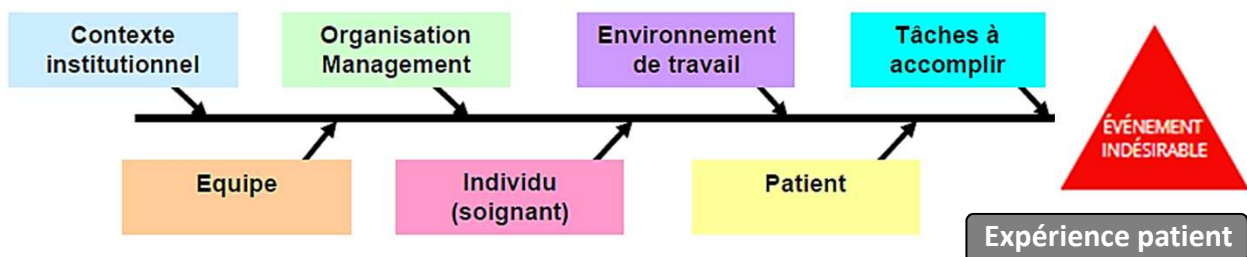 Contexte
institutionnel
Organisation
Management
Environnement
de travail
Tâches à
accomplir
ÉVÉNEMENT
INDÉSIRABLE
Equipe
Individu
(soignant)
Patient
Expérience patient